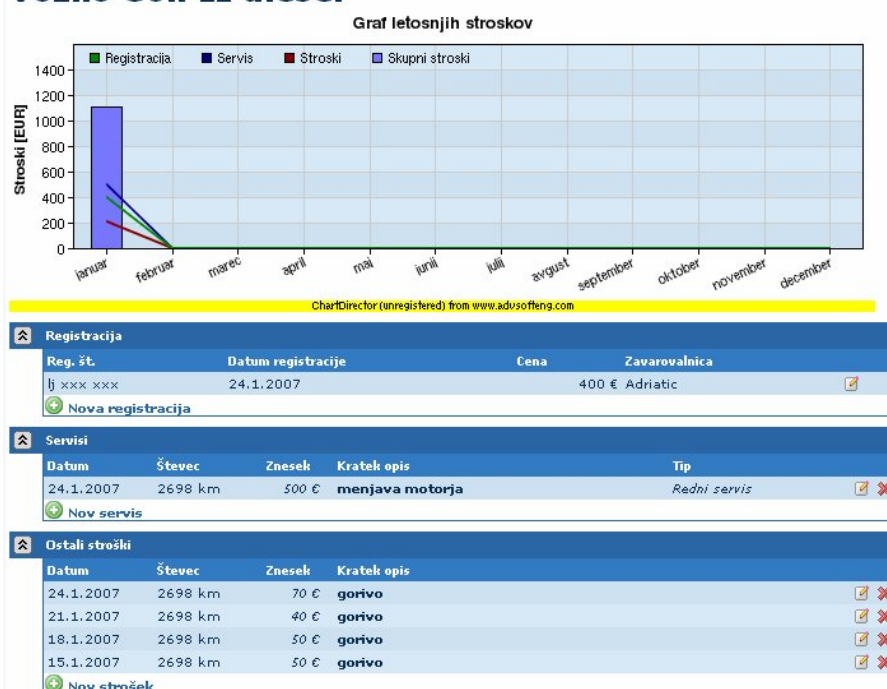 Graf letosnjih stroskov
Registracija Servis Stroski Skupni stroski
Stroski [EUR]
1400
1200
1000
800
600
400
200
0
januar februar marec april maj junij julij avgust september oktober november december
ChartDirector (unregistered) from www.advsofteng.com
Registracija
Reg. št. Datum registracije Cena Zavarovalnica
lj xxx xxx 24.1.2007 400 € Adriatic
Nova registracija
Servisi
Datum Števec Znesek Kratek opis Tip
24.1.2007 2698 km 500 € menjava motorja Redni servis
Nov servis
Ostali stroški
Datum Števec Znesek Kratek opis
24.1.2007 2698 km 70 € gorivo
21.1.2007 2698 km 40 € gorivo
18.1.2007 2698 km 50 € gorivo
15.1.2007 2698 km 50 € gorivo
Nov strošek